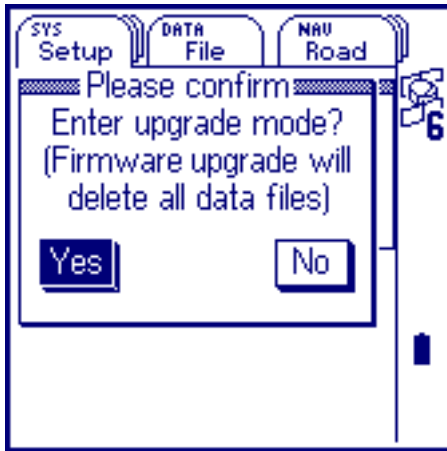 SYS DATA NAV
Setup File Road
Please confirm
Enter upgrade mode?
(Firmware upgrade will
delete all data files)
Yes No
6